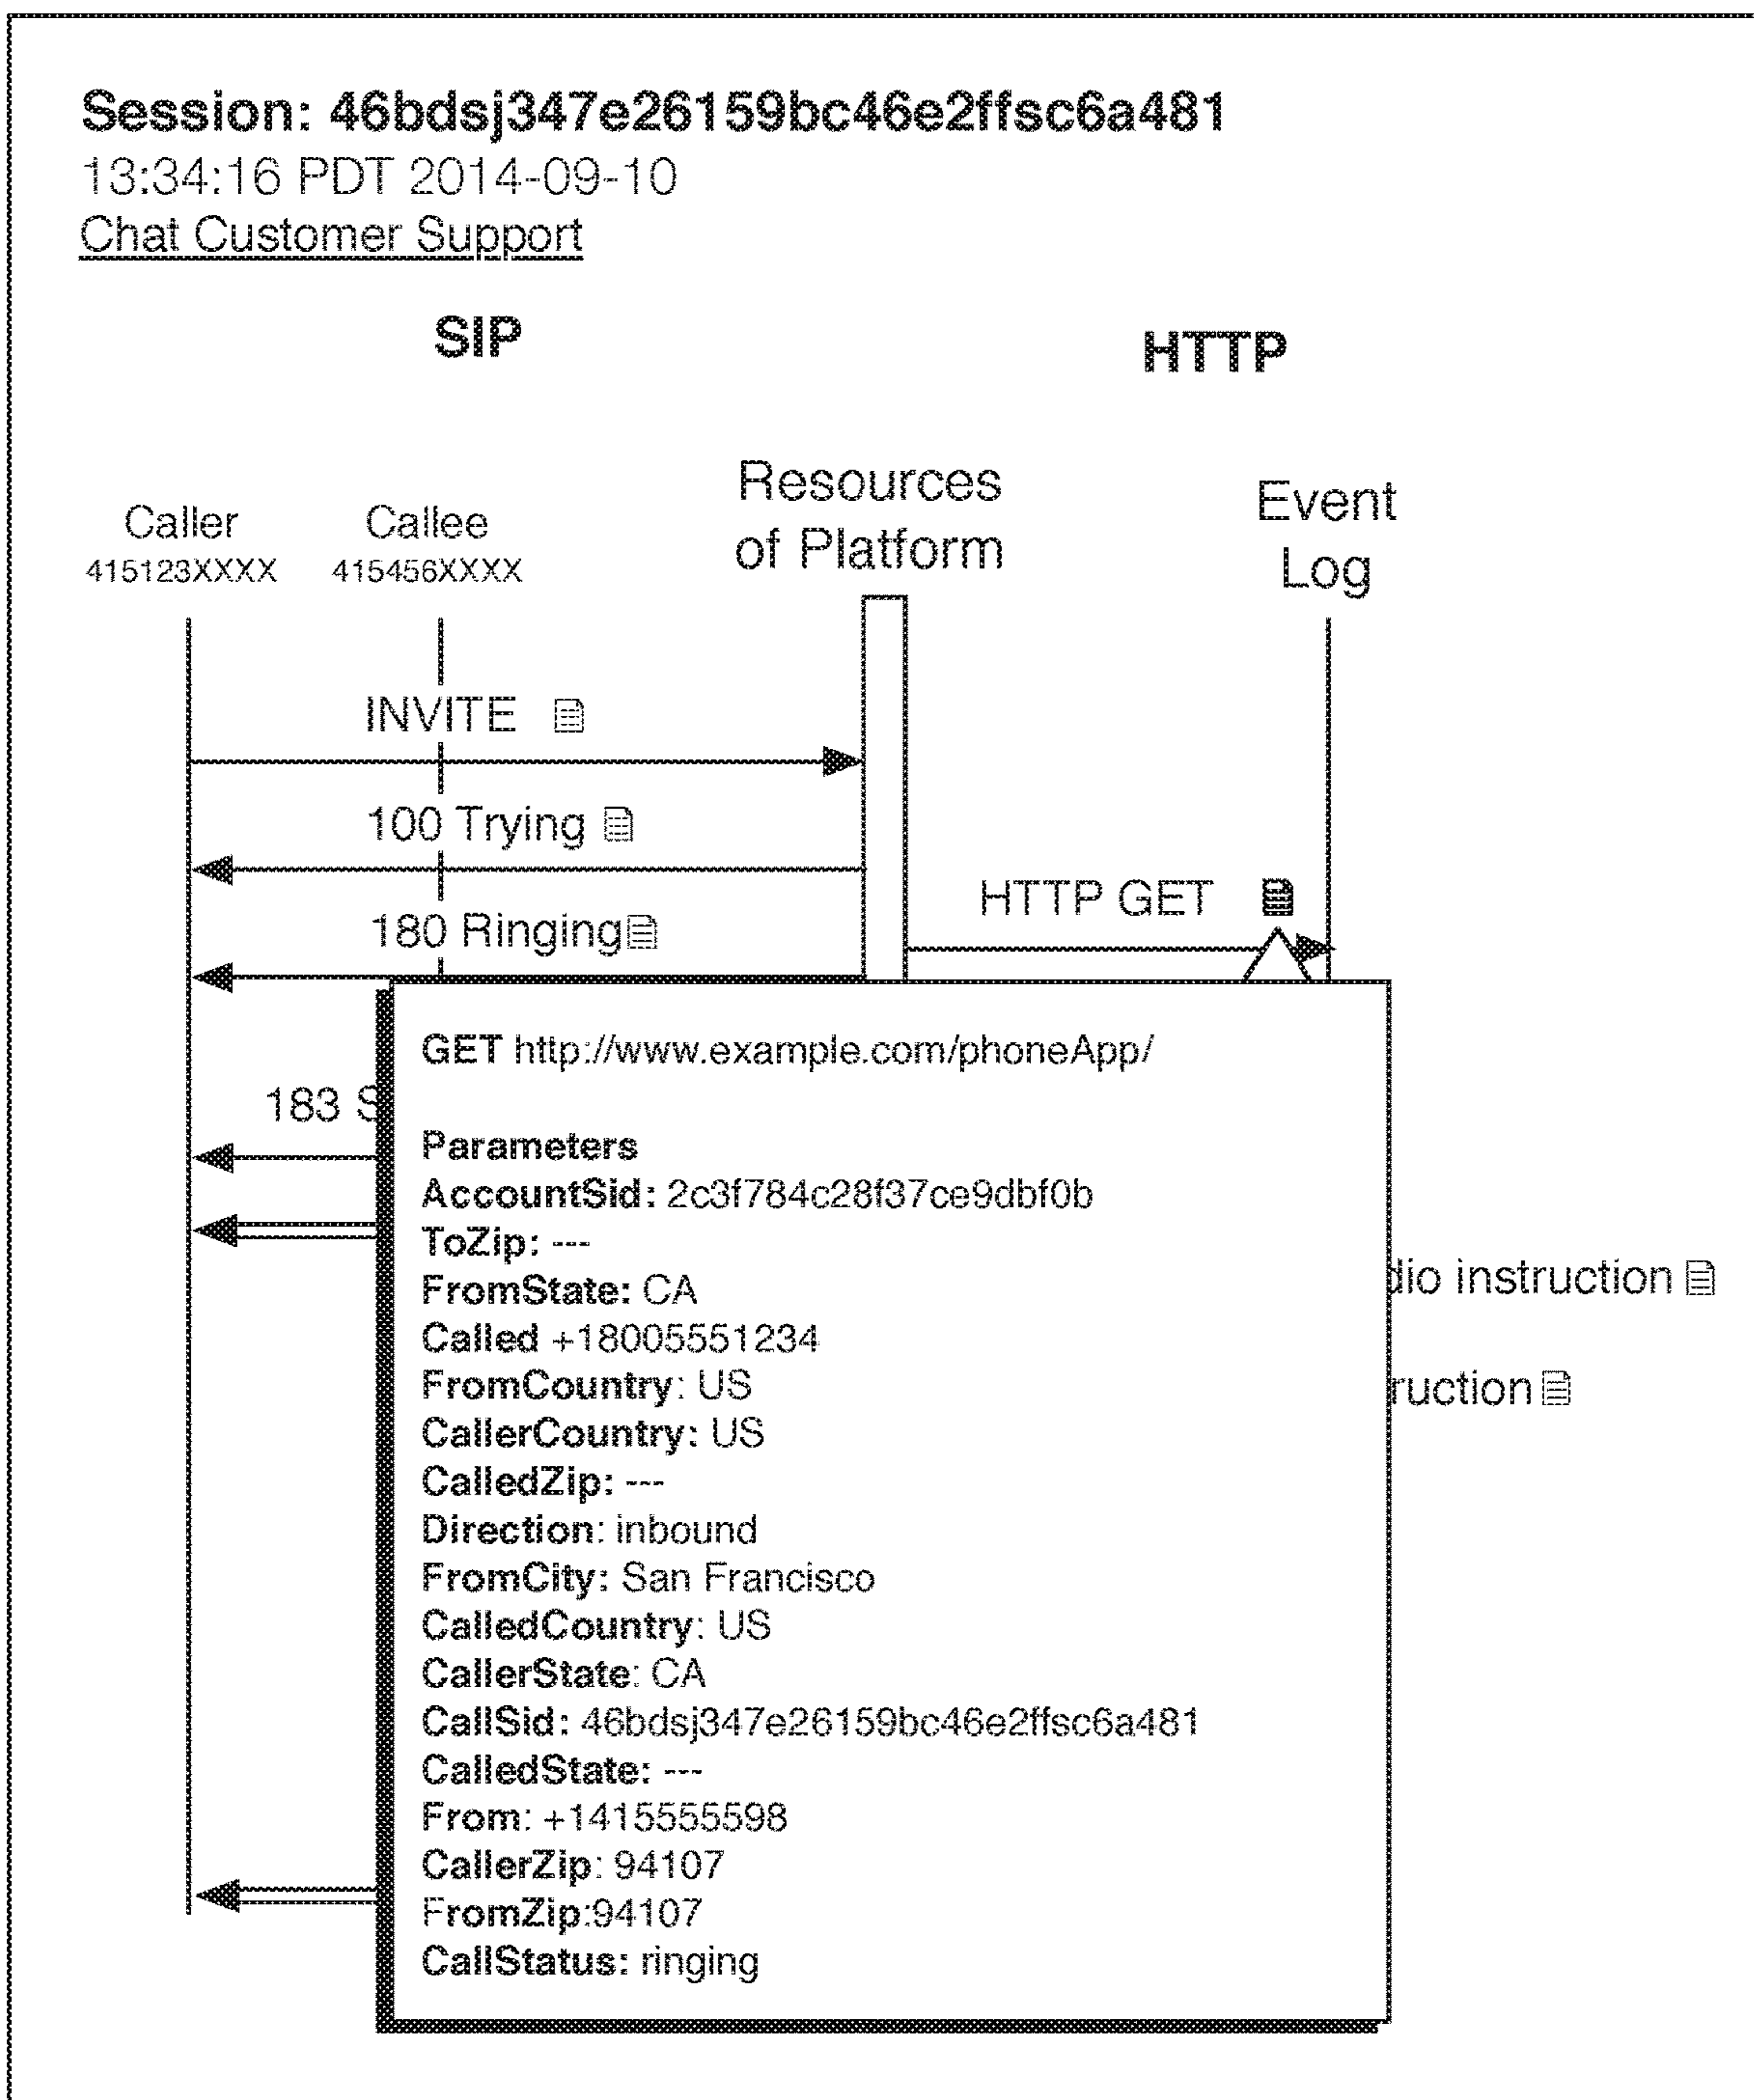 Session: 46bdsj347e26159bc46e2ffsc6a481
13:34:16 PDT 2014-09-10
Chat Customer Support
SIP
HTTP
Resources
of Platform
Event
Log
Caller
415123XXXX
Callee
415456XXXX
INVITE
100 Trying
HTTP GET
180 Ringing
183 S
GET http://www.example.com/phoneApp/
Parameters
AccountSid: 2c3f784c28f37ce9dbf0b
ToZip: ---
FromState: CA
dio instruction
Called +18005551234
FromCountry: US
ruction
CallerCountry: US
CalledZip: ---
Direction: inbound
FromCity: San Francisco
CalledCountry: US
CallerState: CA
CallSid: 46bdsj347e26159bc46e2ffsc6a481
CalledState: ---
From: +1415555598
CallerZip: 94107
FromZip:94107
CallStatus: ringing